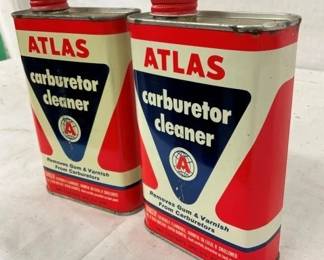 ATLAS
carburetor
cleaner
A
Removes Gum & Varnish
From Carburetors
ATLAS
carburetor
cleaner
A
Removes Gum & Varnish
From Carburetors